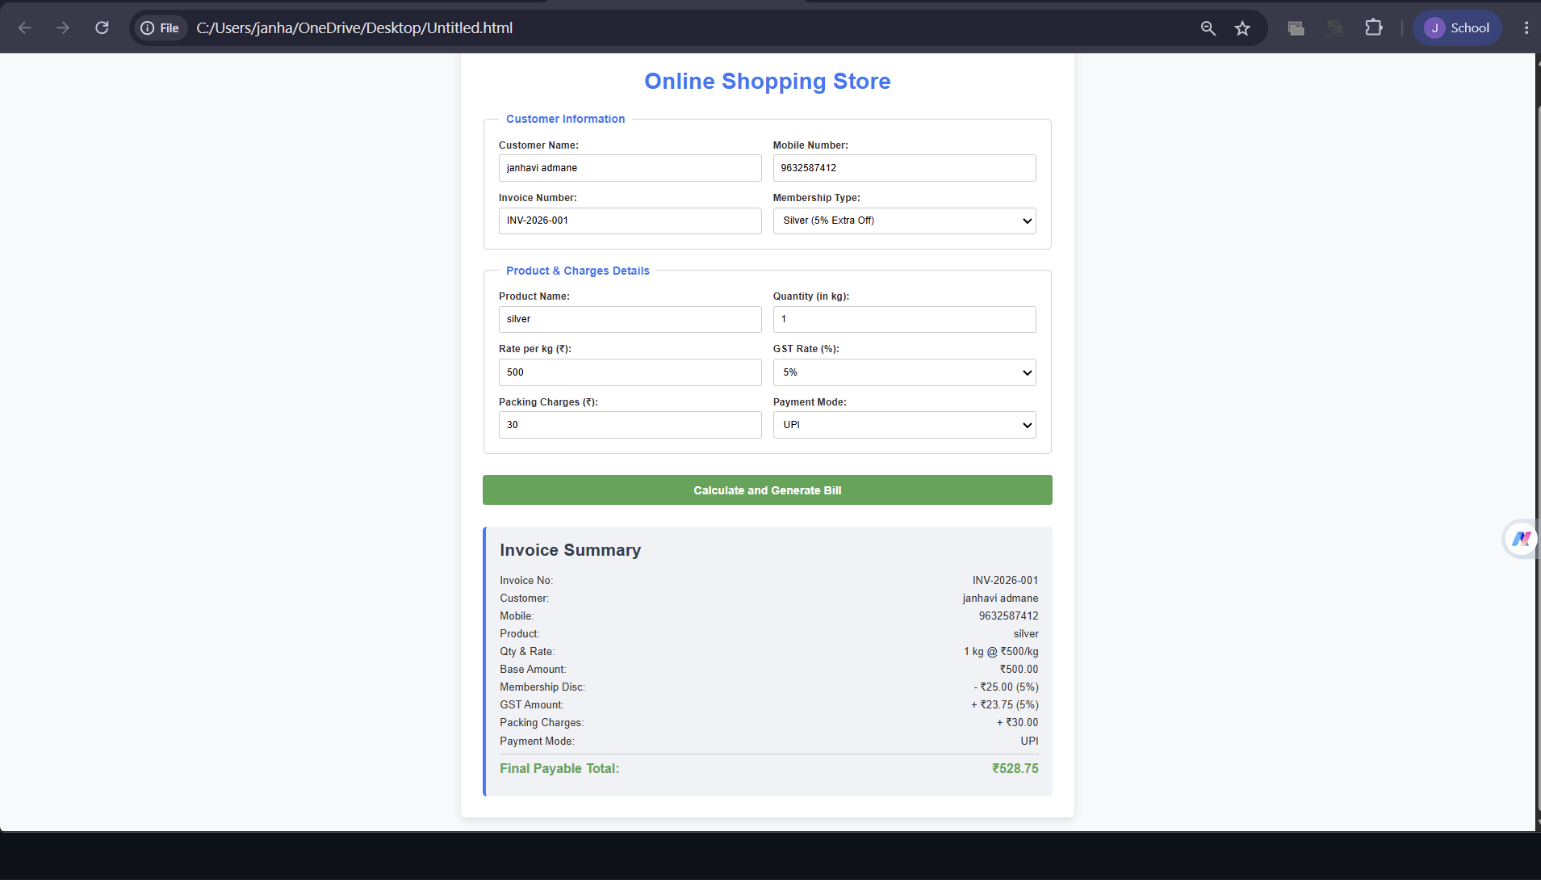 File
C:/Users/janha/OneDrive/Desktop/Untitled.html
J School
Online Shopping Store
Customer Information
Customer Name: Mobile Number:
janhavi admane 9632587412
Invoice Number: Membership Type:
INV-2026-001 Silver (5% Extra Off)
Product & Charges Details
Product Name: Quantity (in kg):
silver 1
Rate per kg (₹): GST Rate (%):
500 5%
Packing Charges (₹): Payment Mode:
30 UPI
Calculate and Generate Bill
Invoice Summary
Invoice No: INV-2026-001
Customer: janhavi admane
Mobile: 9632587412
Product: silver
Qty & Rate: 1 kg @ ₹500/kg
Base Amount: ₹500.00
Membership Disc: - ₹25.00 (5%)
GST Amount: + ₹23.75 (5%)
Packing Charges: + ₹30.00
Payment Mode: UPI
Final Payable Total: ₹528.75